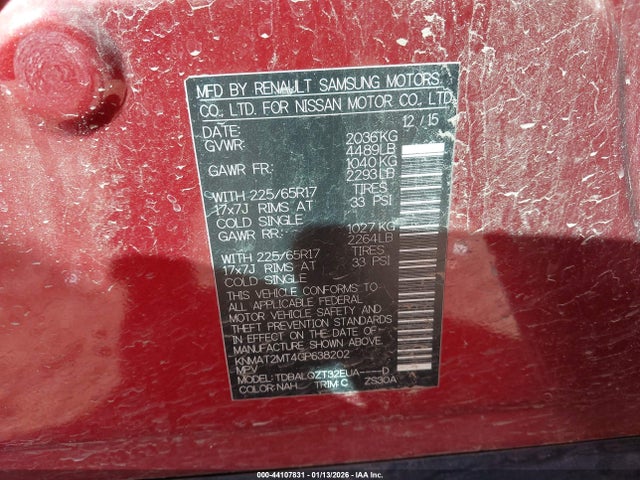 MFD BY RENAULT SAMSUNG MOTORS
CO., LTD. FOR NISSAN MOTOR CO., LTD.
DATE: 12 / 15
GVWR: 2036KG
4489LB
GAWR FR: 1040KG
2293LB
WITH 225/65R17 TIRES
17x7J RIMS AT 33 PSI
COLD SINGLE
GAWR RR: 1027KG
2264LB
WITH 225/65R17 TIRES
17x7J RIMS AT 33 PSI
COLD SINGLE
THIS VEHICLE CONFORMS TO
ALL APPLICABLE FEDERAL
MOTOR VEHICLE SAFETY AND
THEFT PREVENTION STANDARDS
IN EFFECT ON THE DATE OF
MANUFACTURE SHOWN ABOVE.
KNMAT2MT4GP638202
MPV
MODEL: TDBALQZT32EUA----D
COLOR: NAH TRIM: C ZS30A
000-44107831 - 01/13/2026 - IAA Inc.